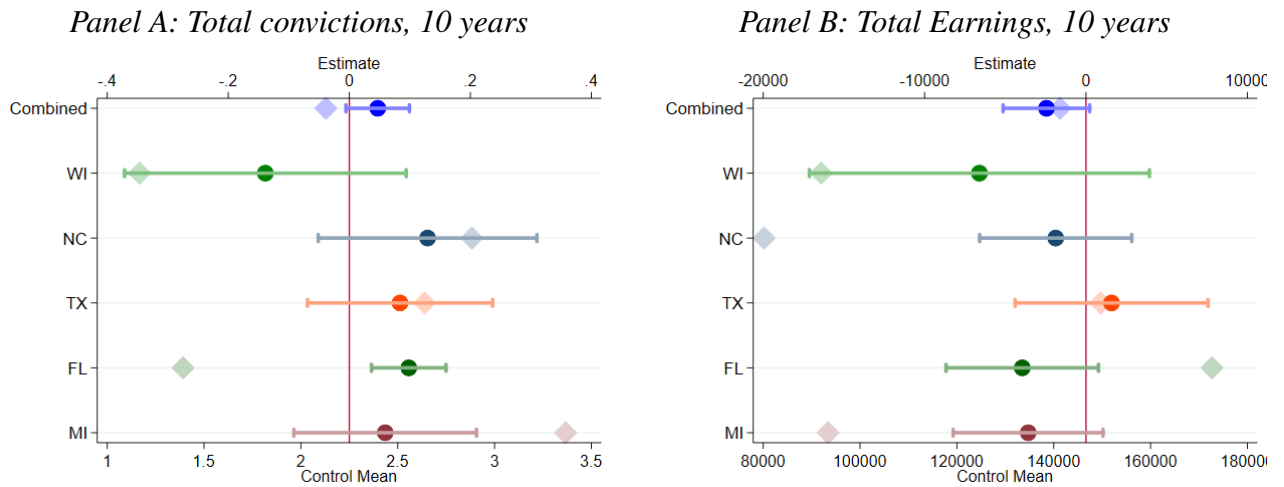 Panel A: Total convictions, 10 years
Estimate
-.4 -.2 0 .2 .4
Combined
WI
NC
TX
FL
MI
1 1.5 2 2.5 3 3.5
Control Mean
Panel B: Total Earnings, 10 years
Estimate
-20000 -10000 0 10000
Combined
WI
NC
TX
FL
MI
80000 100000 120000 140000 160000 180000
Control Mean